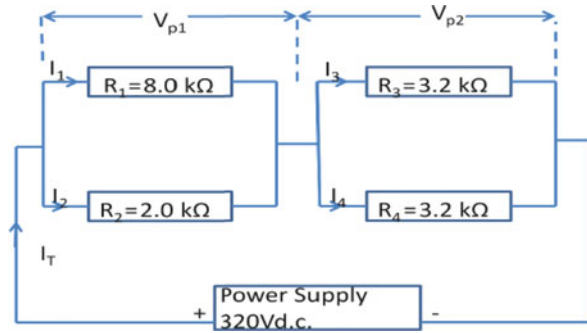 Vp1
Vp2
I1
R1=8.0 kΩ
I3
R3=3.2 kΩ
I2
R2=2.0 kΩ
I4
R4=3.2 kΩ
IT
+
Power Supply
320Vd.c.
-